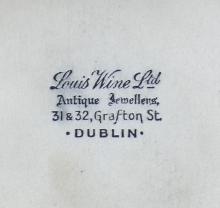 Louis Wine Ltd
Antique Jewellers,
31 & 32, Grafton St.
• DUBLIN •